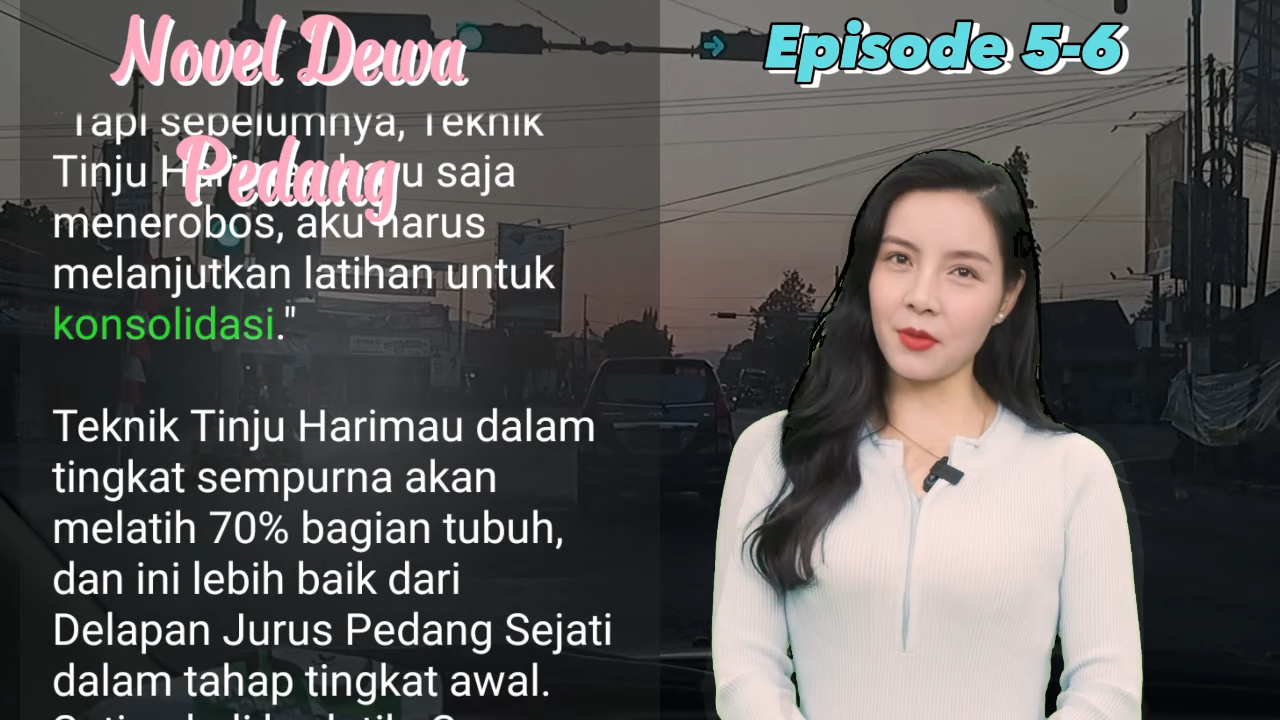 Novel Dewa
Pedang
Episode 5-6
Tapi sebelumnya, Teknik
Tinju saja
menerobos, aku harus
melanjutkan latihan untuk
konsolidasi."
Teknik Tinju Harimau dalam
tingkat sempurna akan
melatih 70% bagian tubuh,
dan ini lebih baik dari
Delapan Jurus Pedang Sejati
dalam tahap tingkat awal.